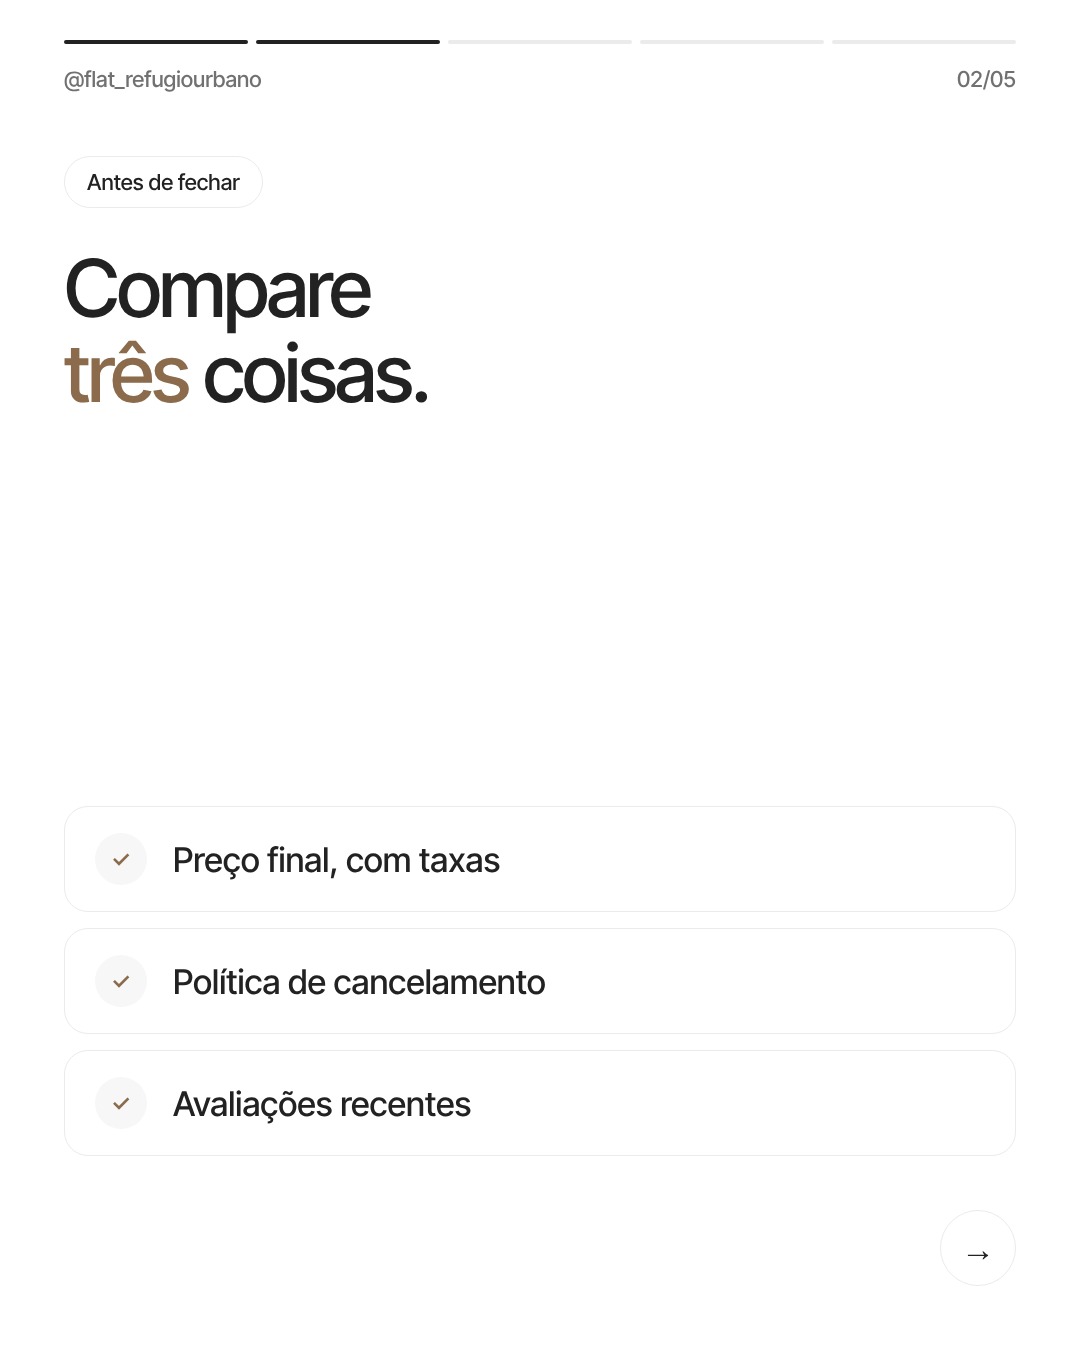 @flat_refugiourbano
02/05
Antes de fechar
Compare
três coisas.
Preço final, com taxas
Política de cancelamento
Avaliações recentes
→